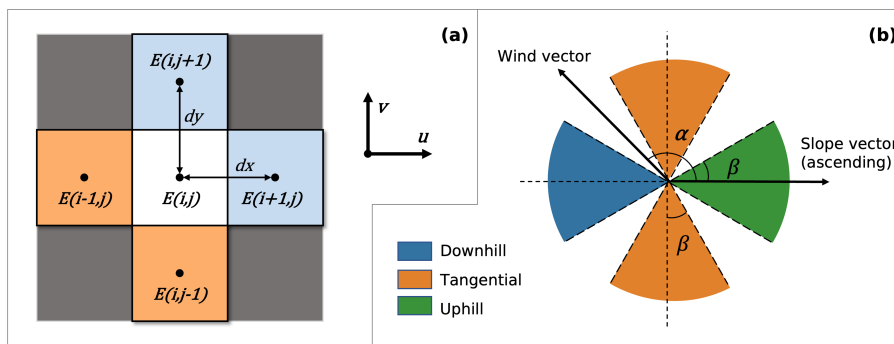 (a)
E(i,j+1)
dy
dx
E(i-1,j)
E(i,j)
E(i+1,j)
E(i,j-1)
v
u
(b)
Wind vector
α
β
Slope vector
(ascending)
β
Downhill
Tangential
Uphill